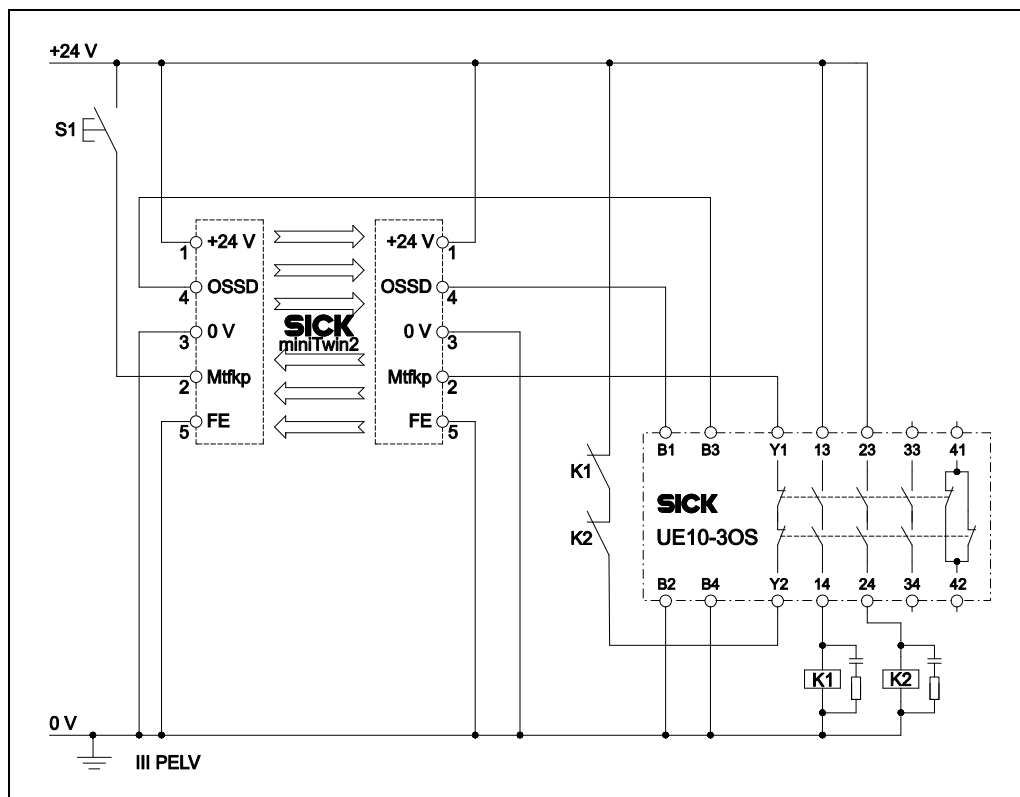 +24 V
S1
1 +24 V
+24 V 1
4 OSSD
OSSD 4
3 0 V
SICK
miniTwin2
0 V 3
2 Mtfkp
Mtfkp 2
5 FE
FE 5
K1
K2
B1 B3 Y1 13 23 33 41
SICK
UE10-3OS
B2 B4 Y2 14 24 34 42
K1 K2
0 V
III PELV